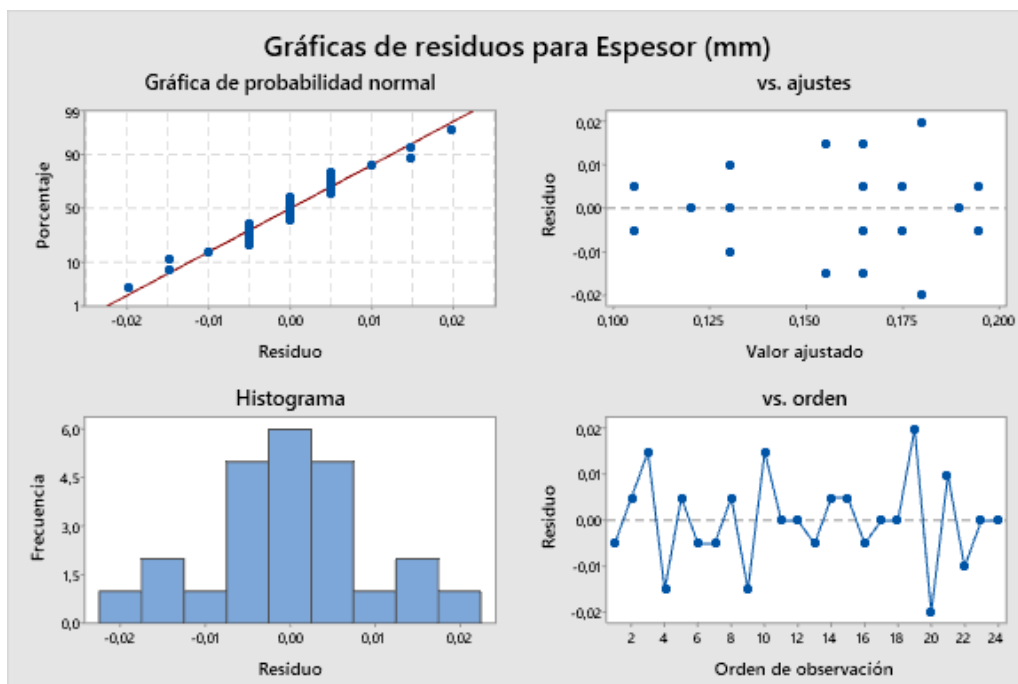 Gráficas de residuos para Espesor (mm)
Gráfica de probabilidad normal
99
90
50
10
1
Porcentaje
-0,02 -0,01 0,00 0,01 0,02
Residuo
vs. ajustes
0,02
0,01
0,00
-0,01
-0,02
Residuo
0,100 0,125 0,150 0,175 0,200
Valor ajustado
Histograma
6,0
4,5
3,0
1,5
0,0
Frecuencia
-0,02 -0,01 0,00 0,01 0,02
Residuo
vs. orden
0,02
0,01
0,00
-0,01
-0,02
Residuo
2 4 6 8 10 12 14 16 18 20 22 24
Orden de observación